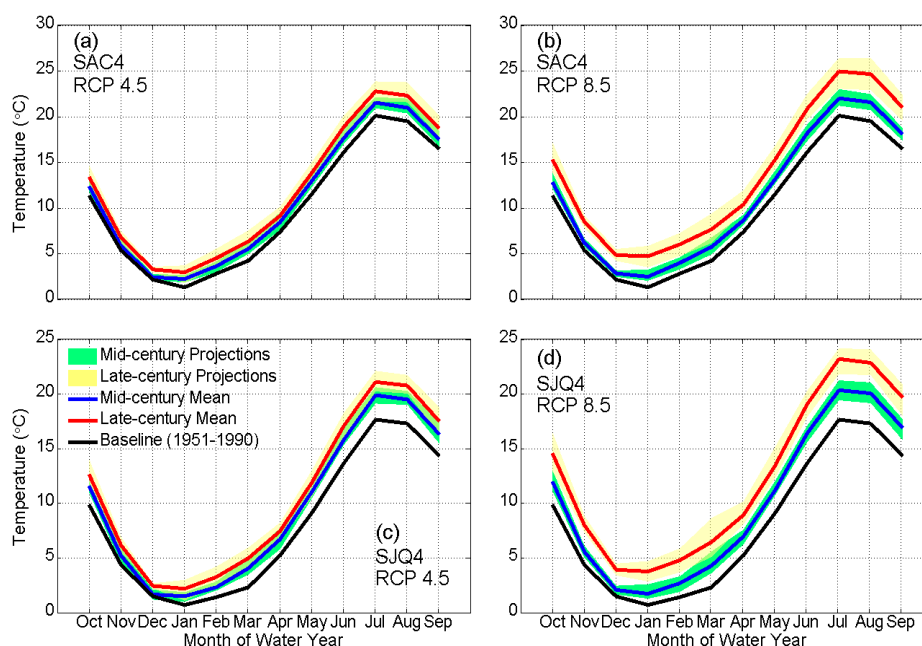 (a)
SAC4
RCP 4.5
30
25
20
15
10
5
0
Temperature (°C)
(b)
SAC4
RCP 8.5
30
25
20
15
10
5
0
Mid-century Projections
Late-century Projections
Mid-century Mean
Late-century Mean
Baseline (1951-1990)
(c)
SJQ4
RCP 4.5
25
20
15
10
5
0
Temperature (°C)
Oct Nov Dec Jan Feb Mar Apr May Jun Jul Aug Sep
Month of Water Year
(d)
SJQ4
RCP 8.5
25
20
15
10
5
0
Oct Nov Dec Jan Feb Mar Apr May Jun Jul Aug Sep
Month of Water Year